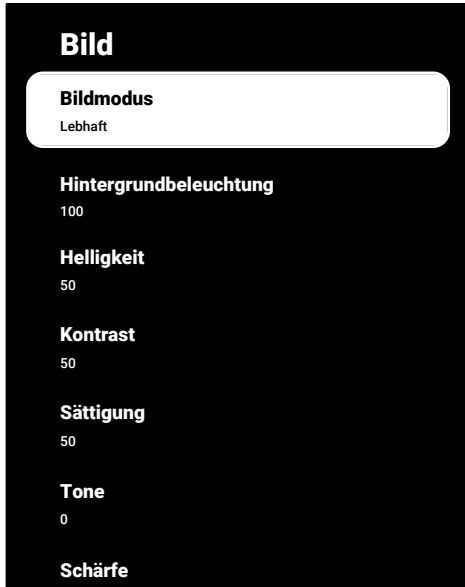 Bild
Bildmodus
Lebhaft
Hintergrundbeleuchtung
100
Helligkeit
50
Kontrast
50
Sättigung
50
Tone
0
Schärfe